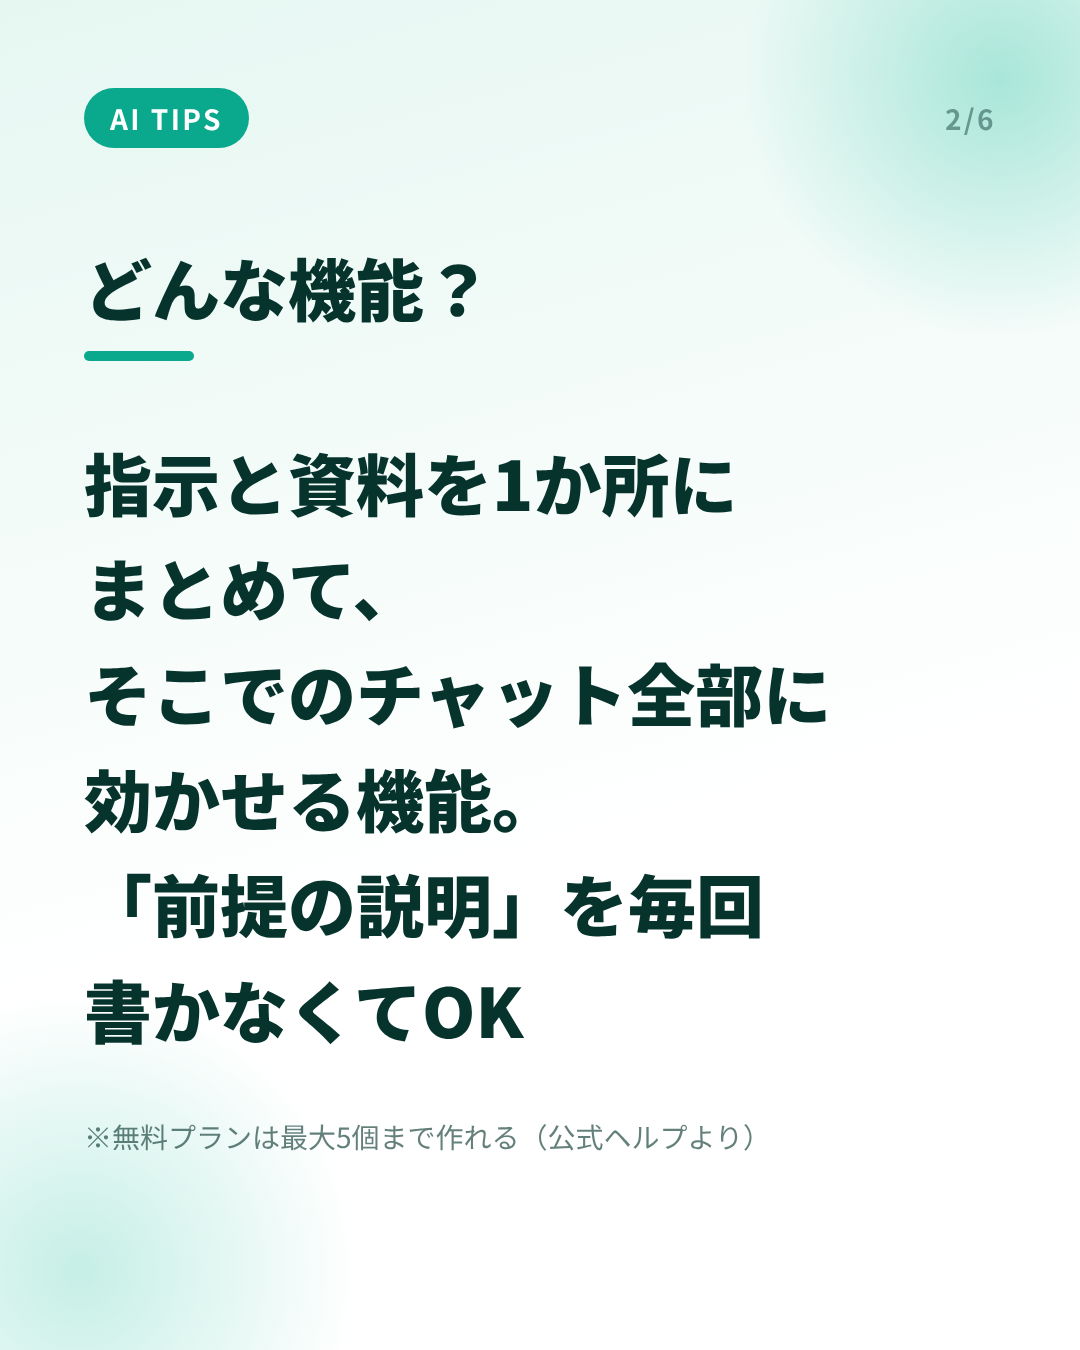 AI TIPS
2/6
どんな機能？
指示と資料を1か所に
まとめて、
そこでのチャット全部に
効かせる機能。
「前提の説明」を毎回
書かなくてOK
※無料プランは最大5個まで作れる（公式ヘルプより）